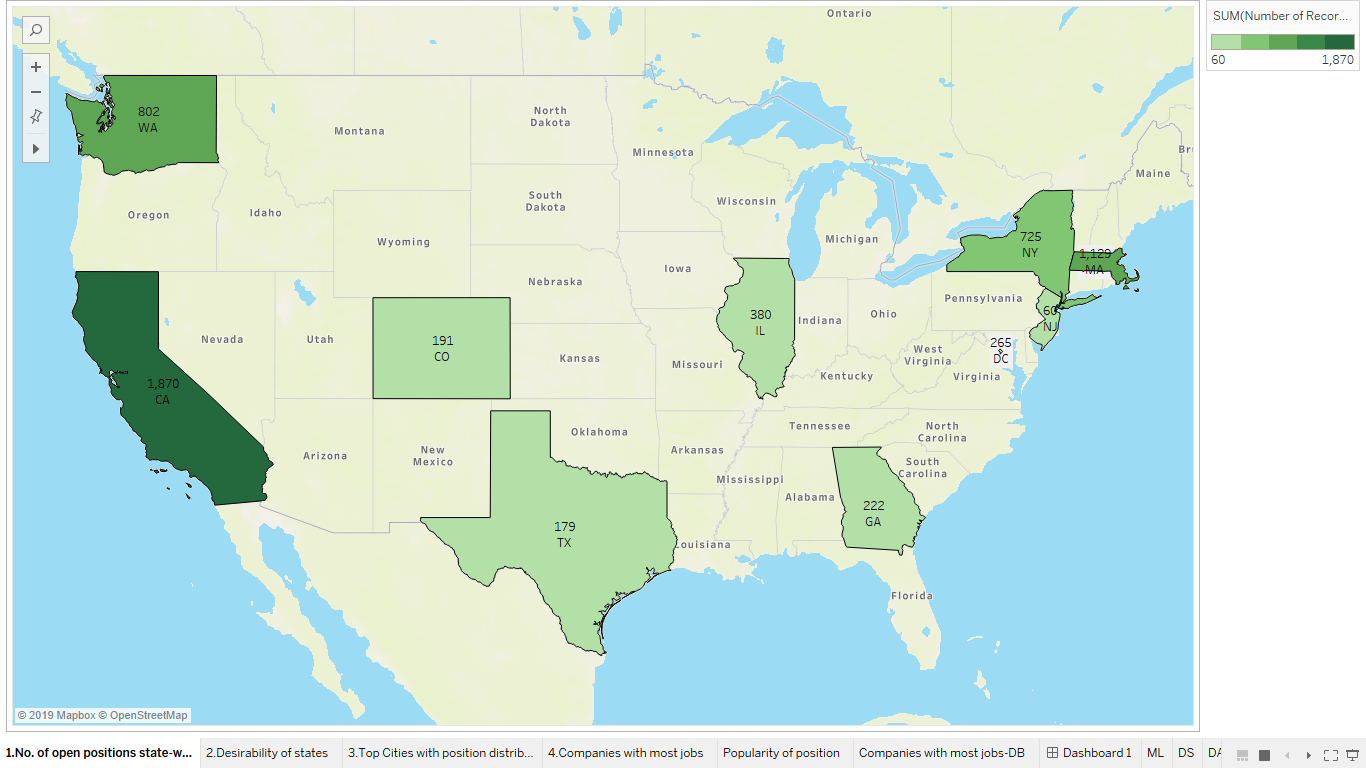 Ontario
SUM(Number of Recor...
60
1,870
802
WA
Montana
North
Dakota
Minnesota
Maine
Oregon
Idaho
South
Dakota
Wisconsin
Wyoming
Michigan
725
NY
1,129
MA
Iowa
Nebraska
Pennsylvania
191
CO
380
IL
Indiana
Ohio
60
NJ
Nevada
Utah
265
DC
Kansas
Missouri
West
Virginia
Kentucky
Virginia
1,870
CA
Oklahoma
Tennessee
North
Carolina
Arizona
New
Mexico
Arkansas
South
Carolina
Mississippi
Alabama
222
GA
179
TX
Louisiana
Florida
© 2019 Mapbox © OpenStreetMap
1.No. of open positions state-w...
2.Desirability of states
3.Top Cities with position distrib...
4.Companies with most jobs
Popularity of position
Companies with most jobs-DB
Dashboard 1
ML
DS